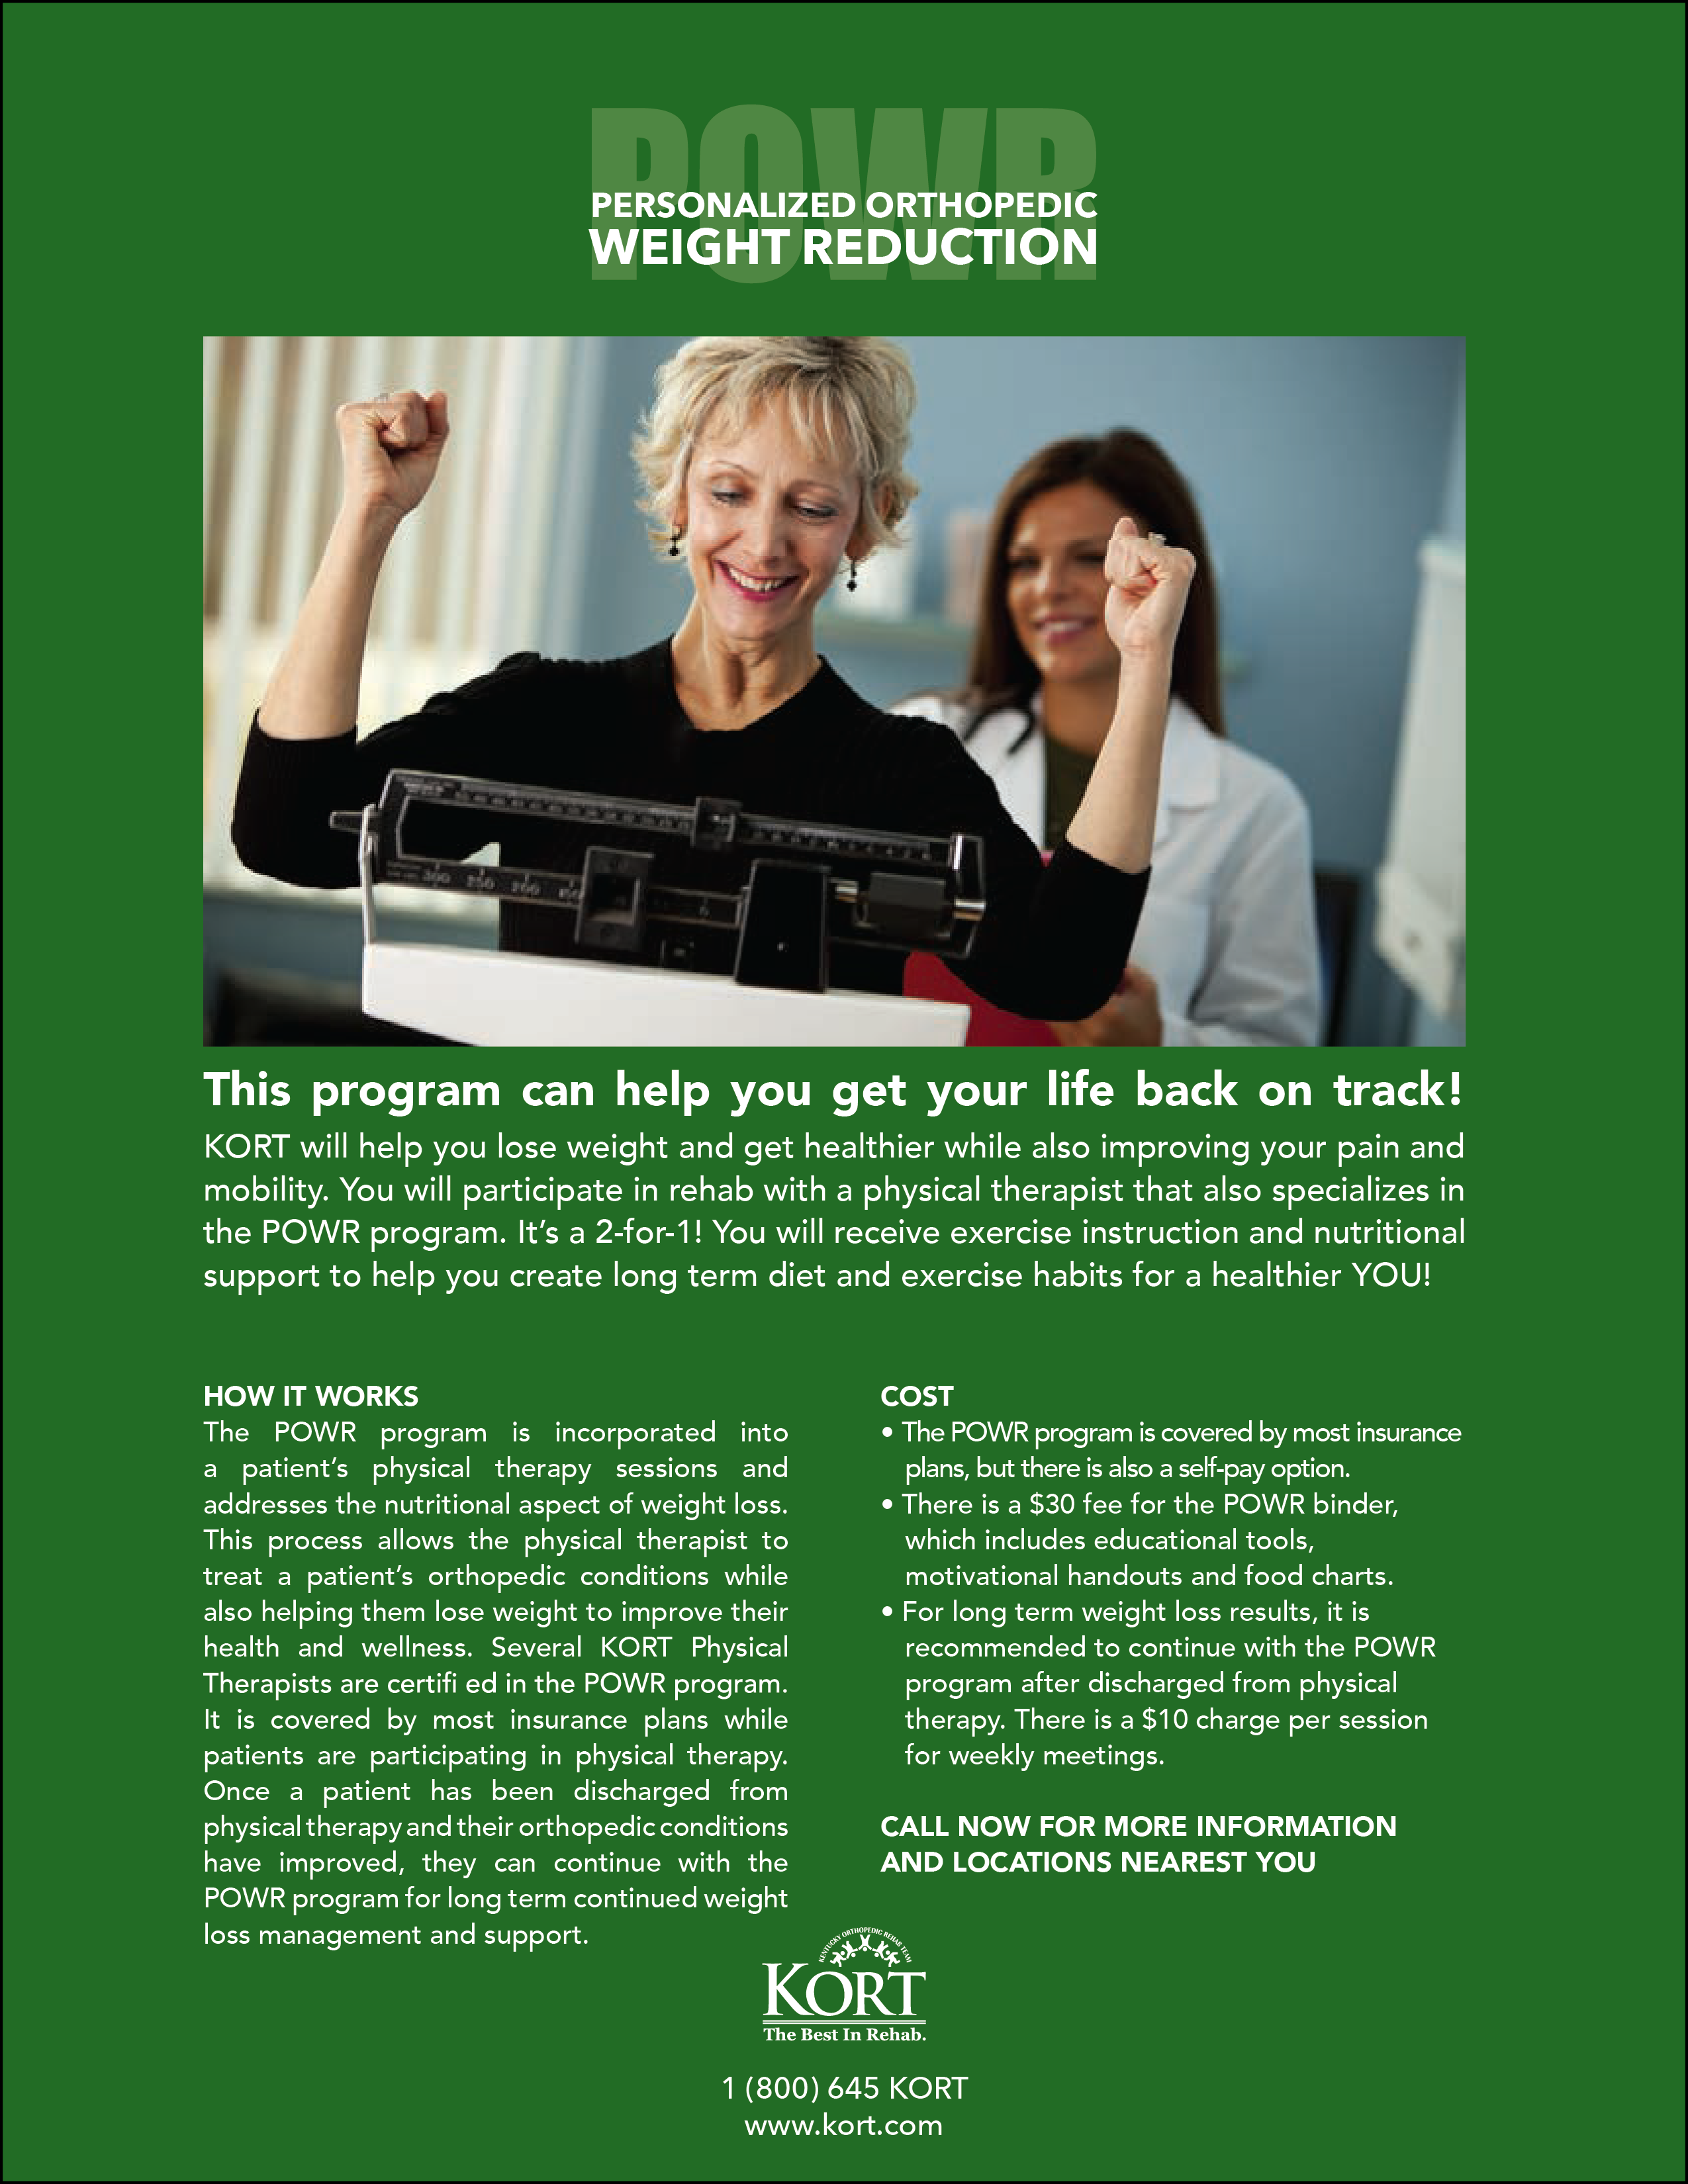 POWR
PERSONALIZED ORTHOPEDIC
WEIGHT REDUCTION
300 250 200 150
This program can help you get your life back on track!
KORT will help you lose weight and get healthier while also improving your pain and
mobility. You will participate in rehab with a physical therapist that also specializes in
the POWR program. It’s a 2-for-1! You will receive exercise instruction and nutritional
support to help you create long term diet and exercise habits for a healthier YOU!
HOW IT WORKS
The POWR program is incorporated into
a patient’s physical therapy sessions and
addresses the nutritional aspect of weight loss.
This process allows the physical therapist to
treat a patient’s orthopedic conditions while
also helping them lose weight to improve their
health and wellness. Several KORT Physical
Therapists are certifi ed in the POWR program.
It is covered by most insurance plans while
patients are participating in physical therapy.
Once a patient has been discharged from
physical therapy and their orthopedic conditions
have improved, they can continue with the
POWR program for long term continued weight
loss management and support.
COST
• The POWR program is covered by most insurance
plans, but there is also a self-pay option.
• There is a $30 fee for the POWR binder,
which includes educational tools,
motivational handouts and food charts.
• For long term weight loss results, it is
recommended to continue with the POWR
program after discharged from physical
therapy. There is a $10 charge per session
for weekly meetings.
CALL NOW FOR MORE INFORMATION
AND LOCATIONS NEAREST YOU
KENTUCKY ORTHOPEDIC REHAB TEAM
KORT
The Best In Rehab.
1 (800) 645 KORT
www.kort.com